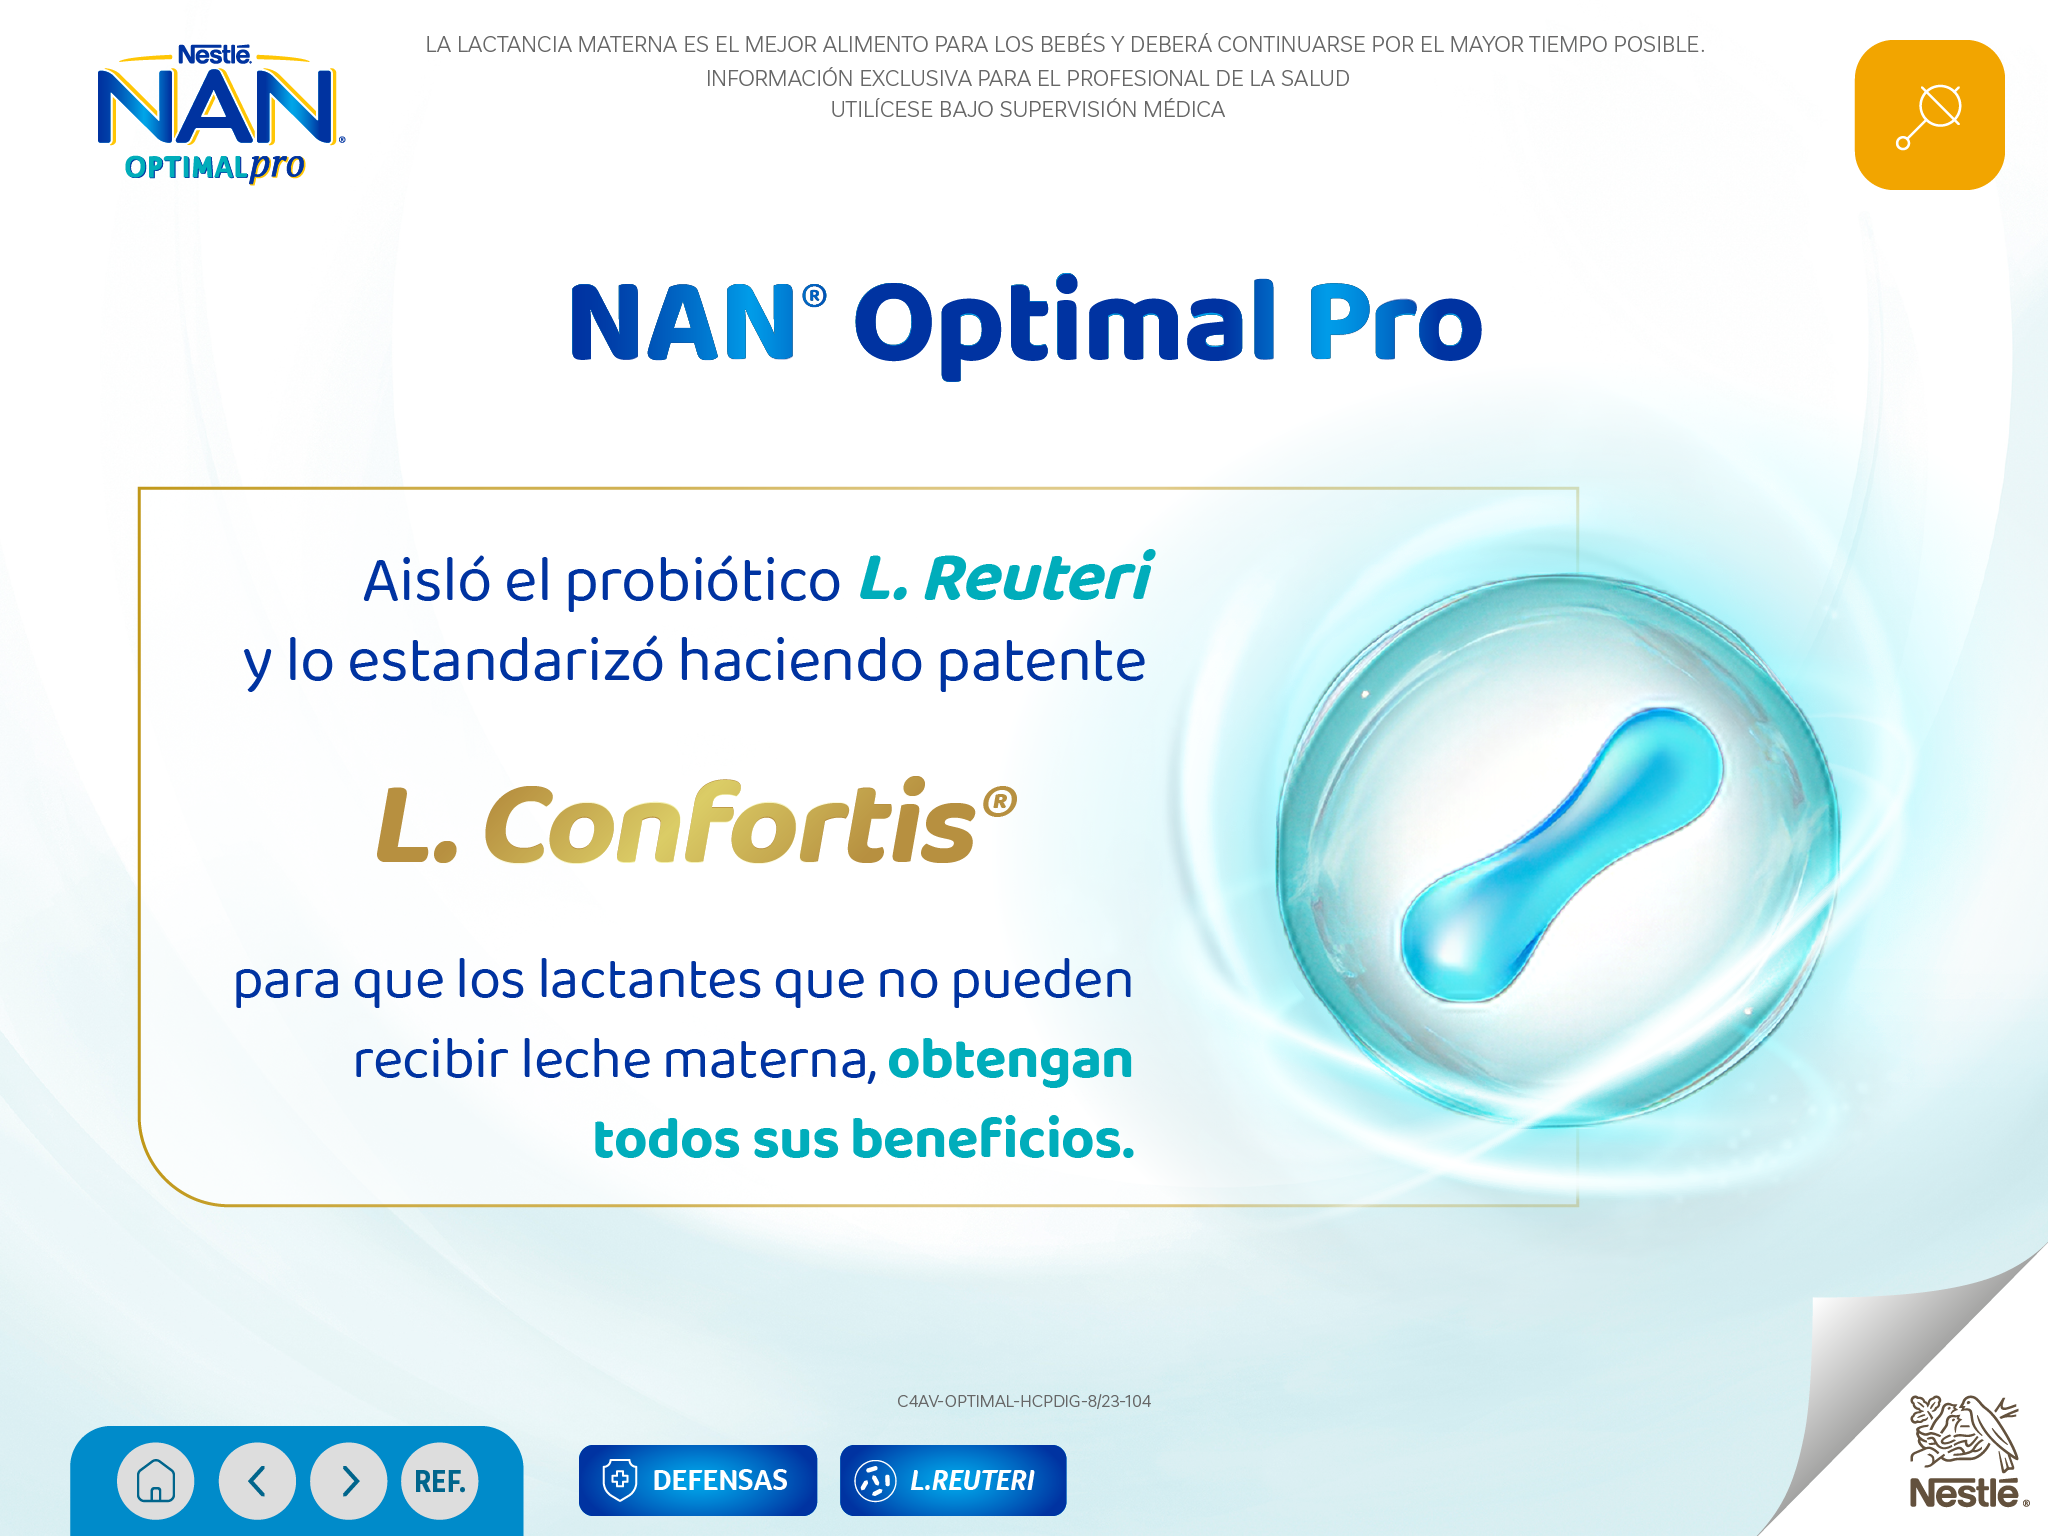 Nestlé
NAN®
OPTIMALpro
LA LACTANCIA MATERNA ES EL MEJOR ALIMENTO PARA LOS BEBÉS Y DEBERÁ CONTINUARSE POR EL MAYOR TIEMPO POSIBLE.
INFORMACIÓN EXCLUSIVA PARA EL PROFESIONAL DE LA SALUD
UTILÍCESE BAJO SUPERVISIÓN MÉDICA
NAN® Optimal Pro
Aisló el probiótico L. Reuteri
y lo estandarizó haciendo patente
L. Confortis®
para que los lactantes que no pueden
recibir leche materna, obtengan
todos sus beneficios.
C4AV-OPTIMAL-HCPDIG-8/23-104
REF.
DEFENSAS
L.REUTERI
Nestlé®